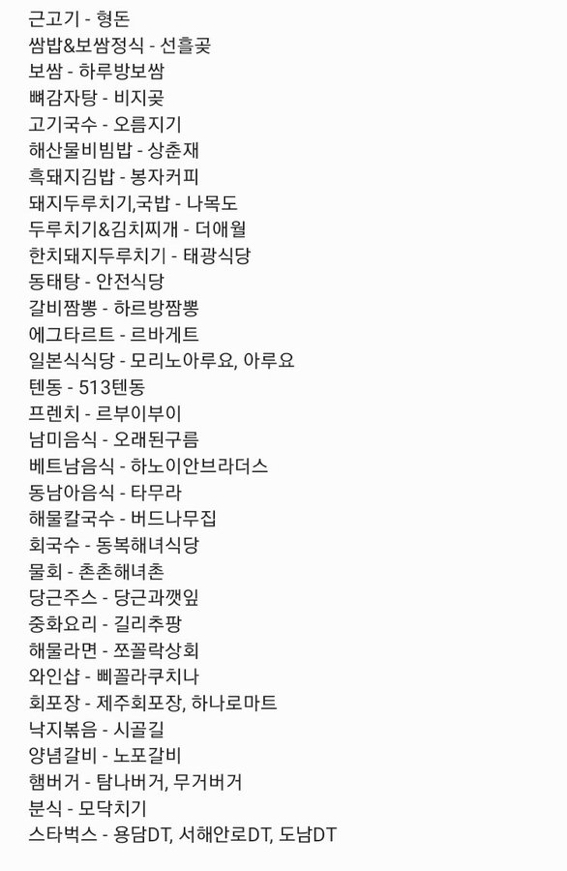 근고기 - 형돈
쌈밥&보쌈정식 - 선흘곶
보쌈 - 하루방보쌈
뼈감자탕 - 비지곶
고기국수 - 오름지기
해산물비빔밥 - 상춘재
흑돼지김밥 - 봉자커피
돼지두루치기,국밥 - 나목도
두루치기&김치찌개 - 더애월
한치돼지두루치기 - 태광식당
동태탕 - 안전식당
갈비짬뽕 - 하르방짬뽕
에그타르트 - 르바게트
일본식식당 - 모리노아루요, 아루요
텐동 - 513텐동
프렌치 - 르부이부이
남미음식 - 오래된구름
베트남음식 - 하노이안브라더스
동남아음식 - 타무라
해물칼국수 - 버드나무집
회국수 - 동복해녀식당
물회 - 촌촌해녀촌
당근주스 - 당근과깻잎
중화요리 - 길리추팡
해물라면 - 쪼꼴락상회
와인샵 - 삐꼴라쿠치나
회포장 - 제주회포장, 하나로마트
낙지볶음 - 시골길
양념갈비 - 노포갈비
햄버거 - 탐나버거, 무거버거
분식 - 모닥치기
스타벅스 - 용담DT, 서해안로DT, 도남DT